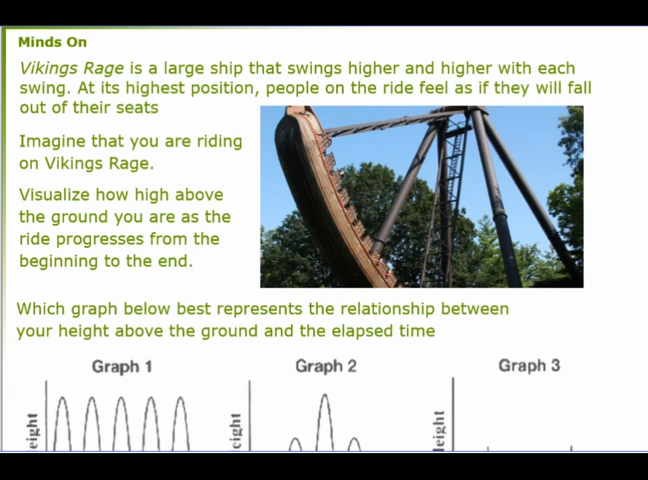 Minds On
Vikings Rage is a large ship that swings higher and higher with each
swing. At its highest position, people on the ride feel as if they will fall
out of their seats
Imagine that you are riding
on Vikings Rage.
Visualize how high above
the ground you are as the
ride progresses from the
beginning to the end.
Which graph below best represents the relationship between
your height above the ground and the elapsed time
Graph 1 Graph 2 Graph 3